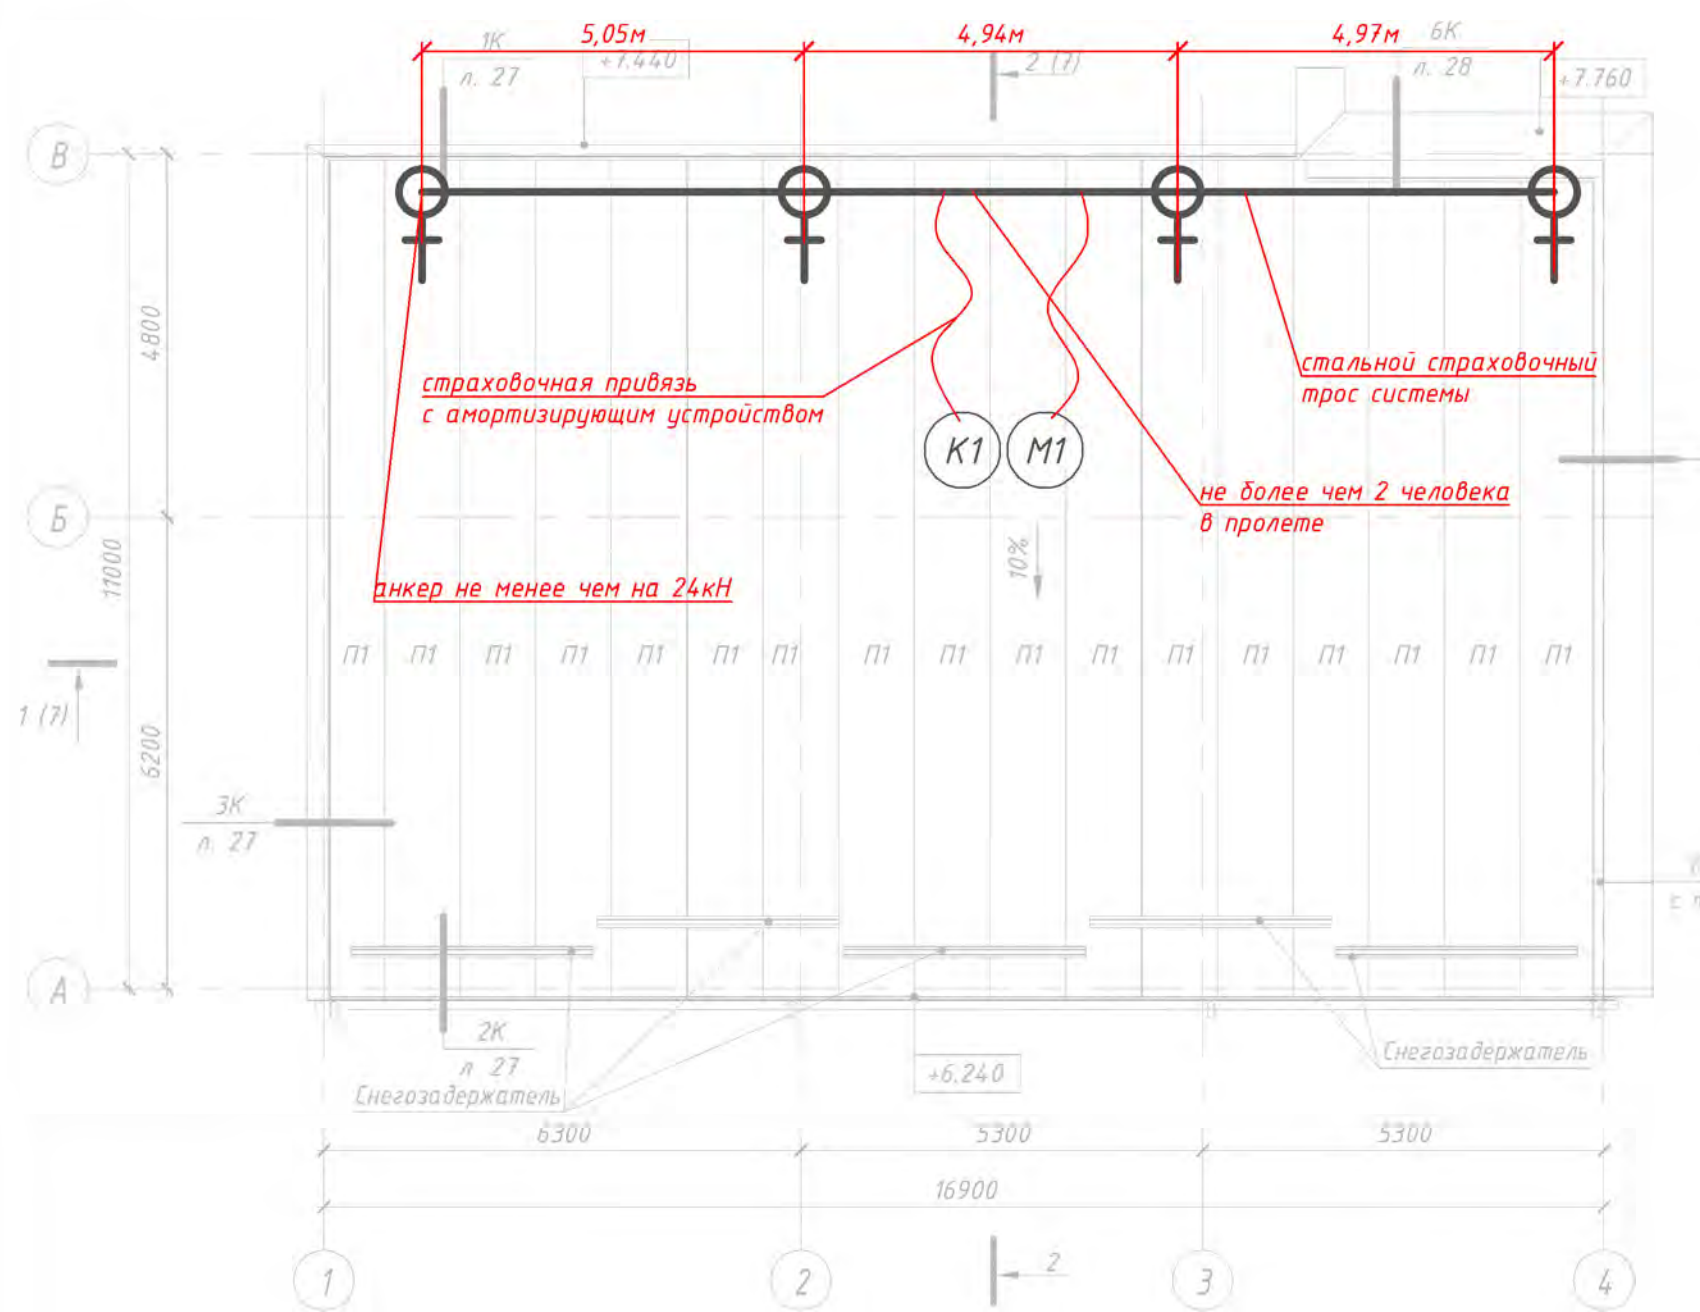 5,05м
4,94м
4,97м
1К
л. 27
+7.440
2 (7)
6К
л. 28
+7.760
В
4800
страховочная привязь
с амортизирующим устройством
стальной страховочный
трос системы
К1
М1
не более чем 2 человека
в пролете
Б
11000
10%
анкер не менее чем на 24кН
П1 П1 П1 П1 П1 П1 П1 П1 П1 П1 П1 П1 П1 П1 П1 П1 П1
1 (7)
6200
3К
л. 27
А
2К
л 27
Снегозадержатель
+6.240
Снегозадержатель
6300
5300
5300
16900
2
1
2
3
4